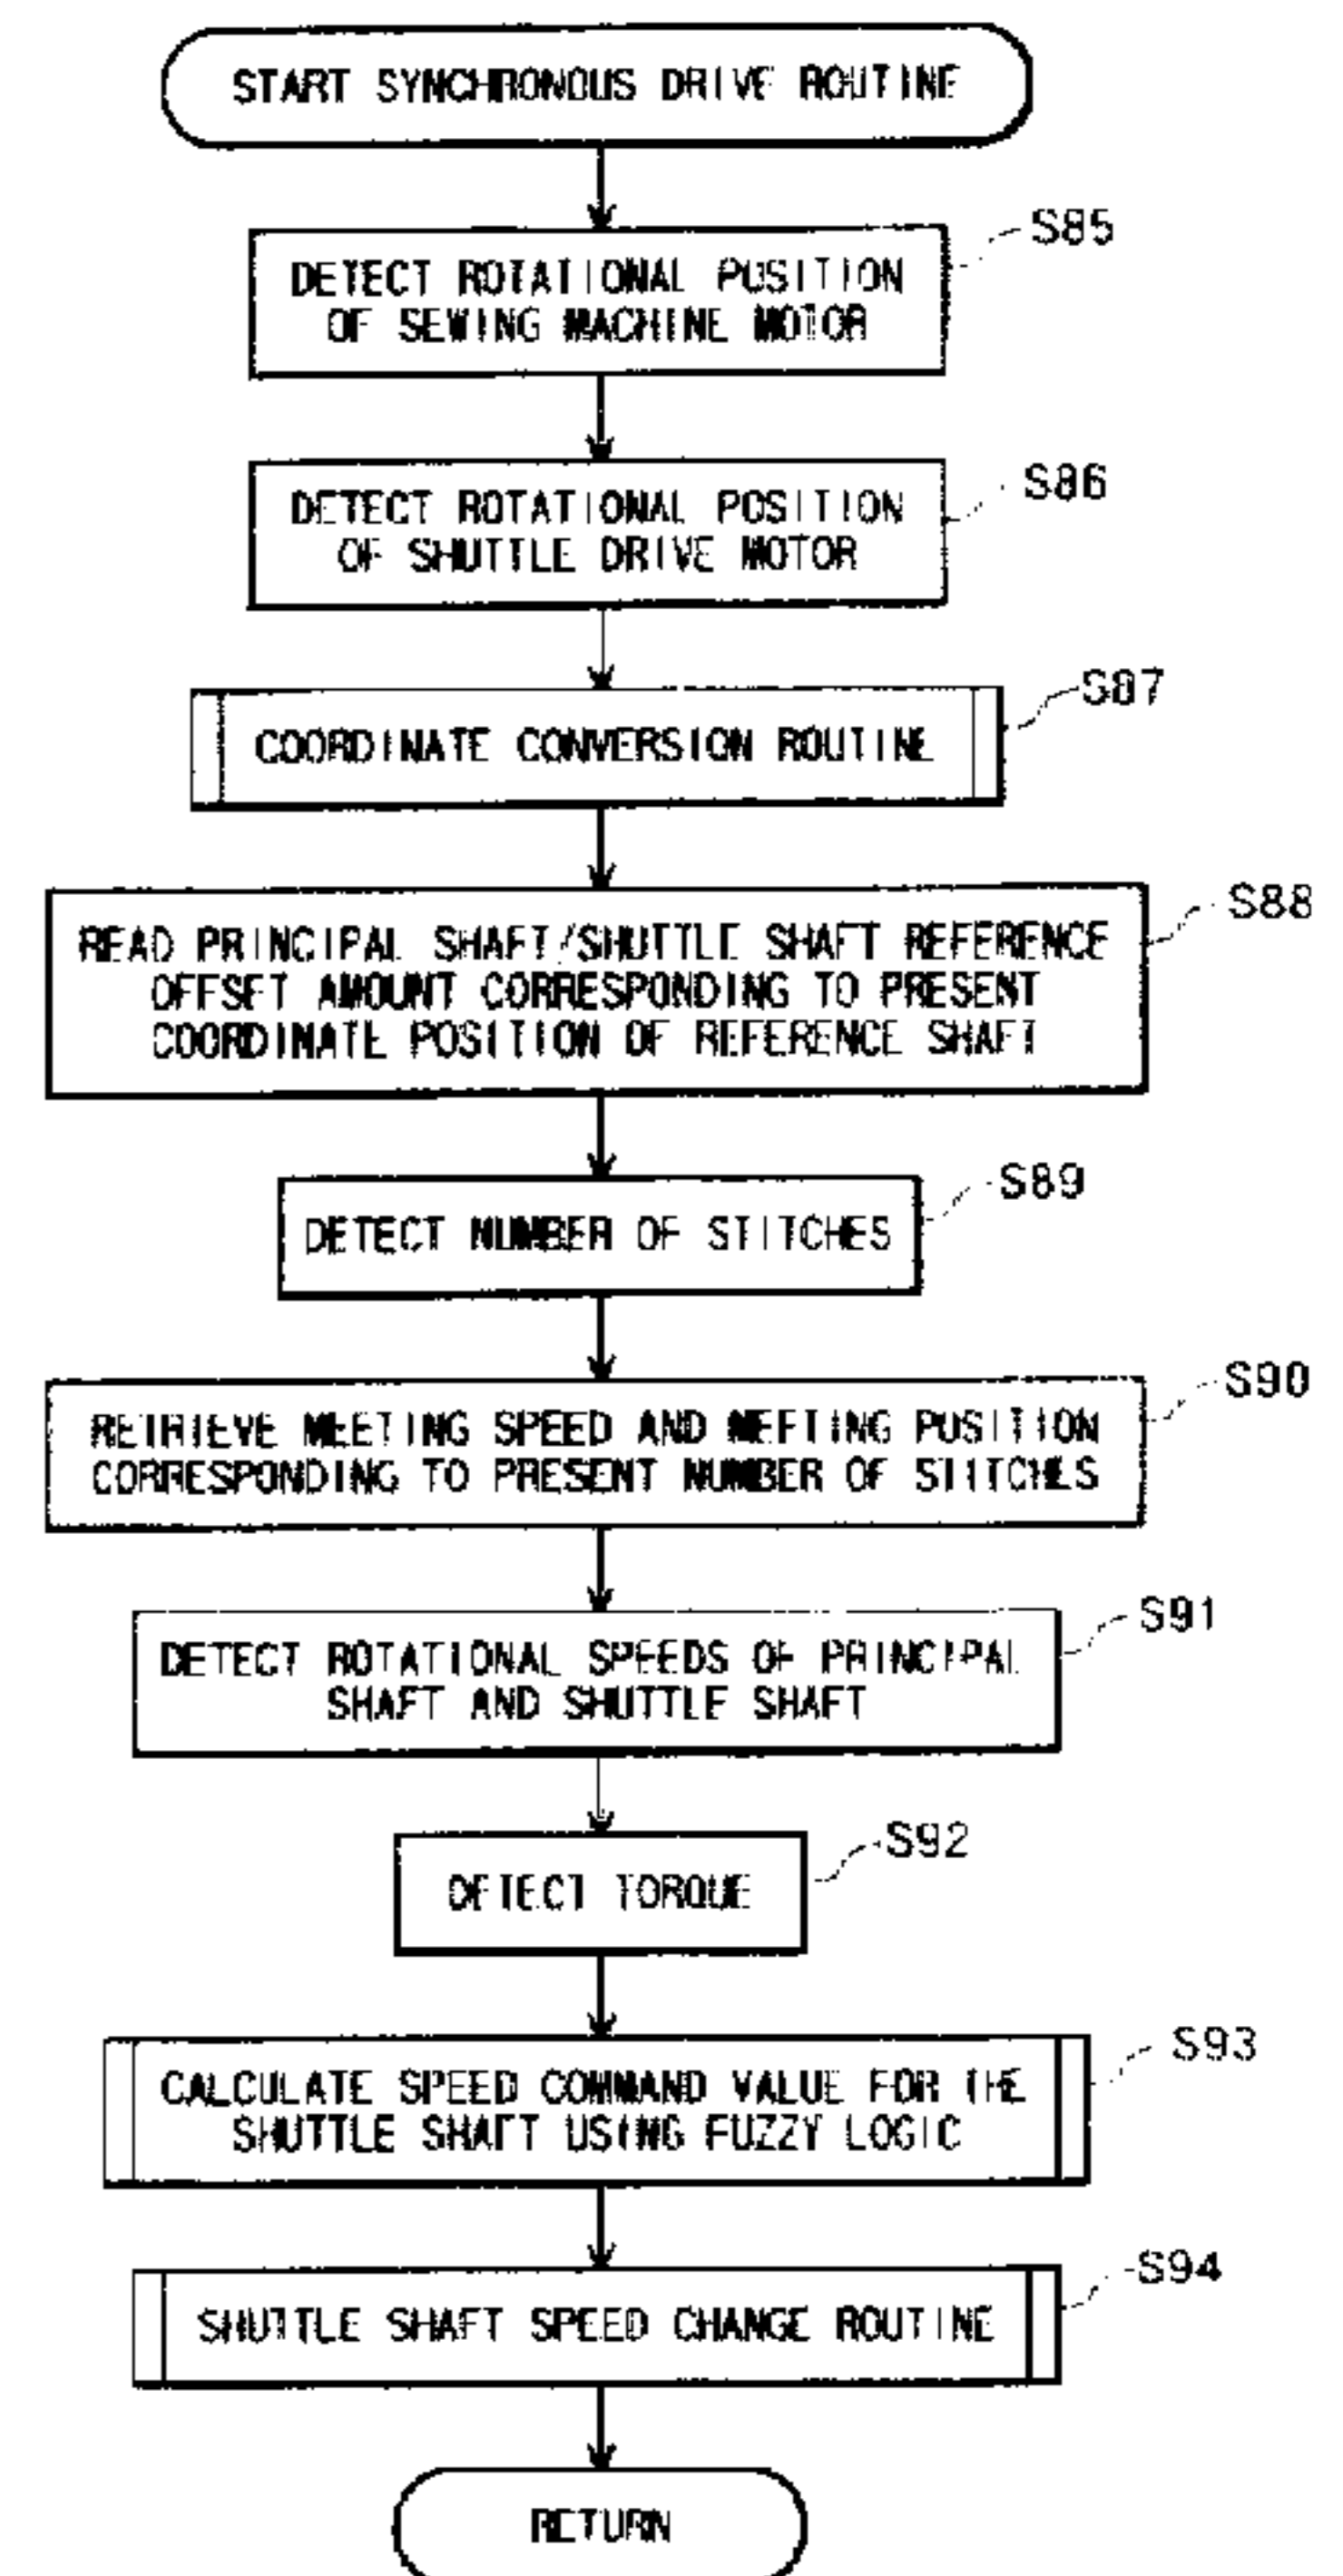 START SYNCHRONOUS DRIVE ROUTINE
S85
DETECT ROTATIONAL POSITION
OF SEWING MACHINE MOTOR
S86
DETECT ROTATIONAL POSITION
OF SHUTTLE DRIVE MOTOR
S87
COORDINATE CONVERSION ROUTINE
S88
READ PRINCIPAL SHAFT/SHUTTLE SHAFT REFERENCE
OFFSET AMOUNT CORRESPONDING TO PRESENT
COORDINATE POSITION OF REFERENCE SHAFT
S89
DETECT NUMBER OF STITCHES
S90
RETRIEVE MEETING SPEED AND MEETING POSITION
CORRESPONDING TO PRESENT NUMBER OF STITCHES
S91
DETECT ROTATIONAL SPEEDS OF PRINCIPAL
SHAFT AND SHUTTLE SHAFT
S92
DETECT TORQUE
S93
CALCULATE SPEED COMMAND VALUE FOR THE
SHUTTLE SHAFT USING FUZZY LOGIC
S94
SHUTTLE SHAFT SPEED CHANGE ROUTINE
RETURN